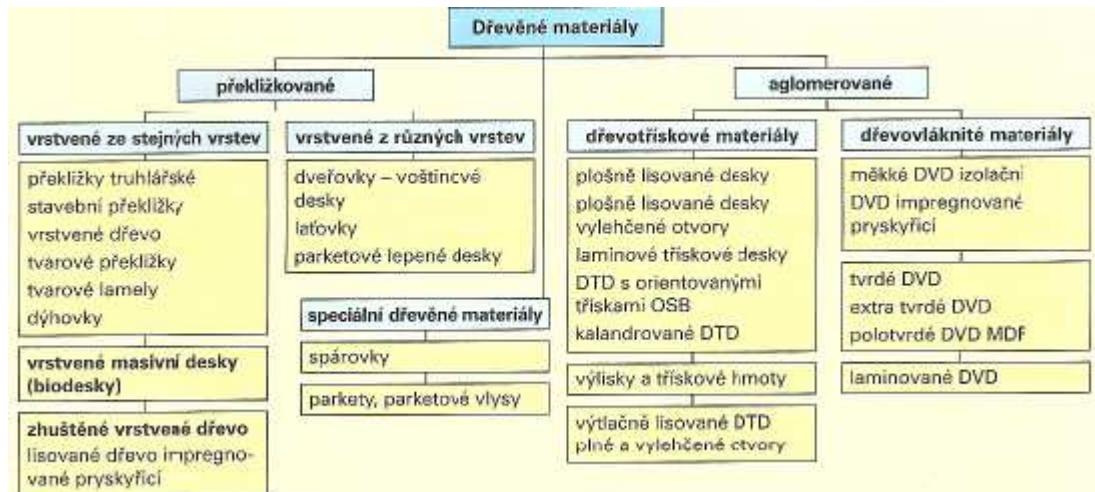 Dřevěné materiály
překližkované
aglomerované
vrstvené ze stejných vrstev
překližky truhlářské
stavební překližky
vrstvené dřevo
tvarové překližky
tvarové lamely
dýhovky
vrstvené masivní desky
(biodesky)
zhuštěné vrstvené dřevo
lisované dřevo impregno-
vané pryskyřicí
vrstvené z různých vrstev
dveřovky – voštinové
desky
laťovky
parketové lepené desky
speciální dřevěné materiály
spárovky
parkety, parketové vlysy
dřevotřískové materiály
plošně lisované desky
plošně lisované desky
vylehčené otvory
laminové třískové desky
DTD s orientovanými
třískami OSB
kalandrované DTD
výlisky a třískové hmoty
výtlačně lisované DTD
plné a vylehčené otvory
dřevovláknité materiály
měkké DVD izolační
DVD impregnované
pryskyřicí
tvrdé DVD
extra tvrdé DVD
polotvrdé DVD MDF
laminované DVD